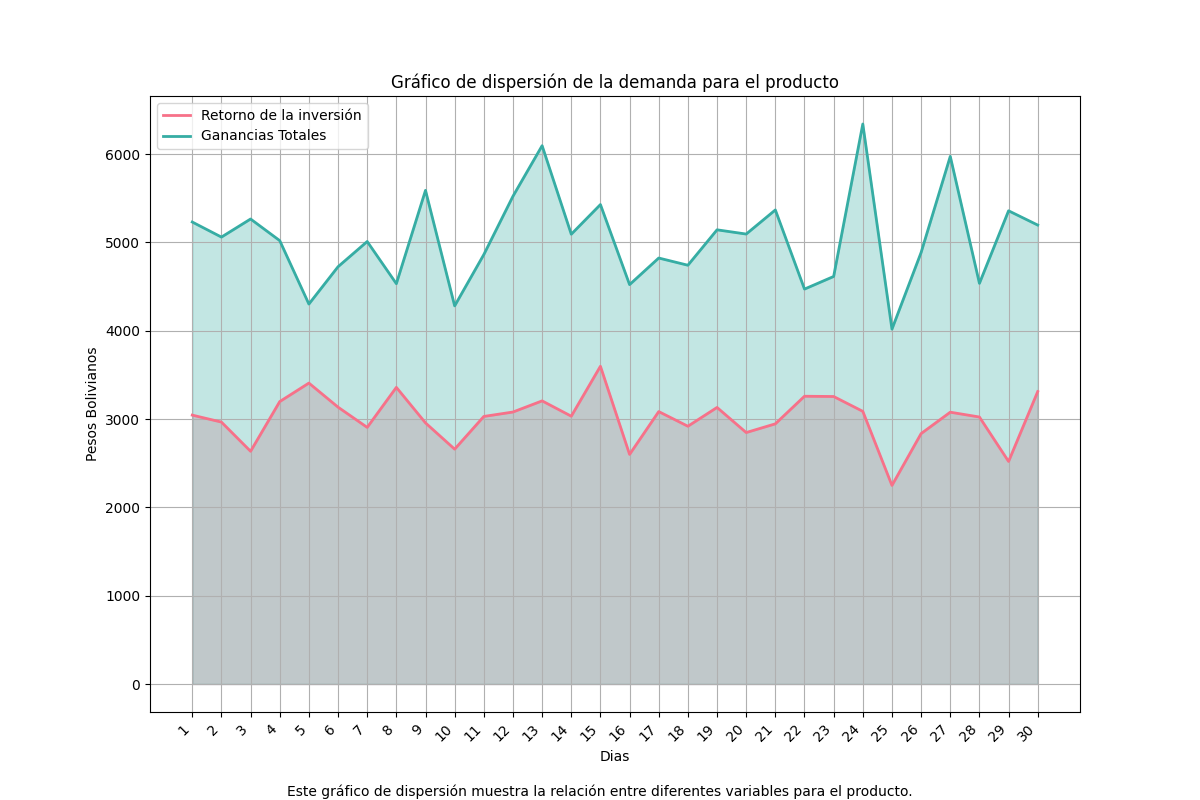 Gráfico de dispersión de la demanda para el producto
Retorno de la inversión
Ganancias Totales
6000
5000
4000
3000
2000
1000
0
Pesos Bolivianos
1 2 3 4 5 6 7 8 9 10 11 12 13 14 15 16 17 18 19 20 21 22 23 24 25 26 27 28 29 30
Dias
Este gráfico de dispersión muestra la relación entre diferentes variables para el producto.